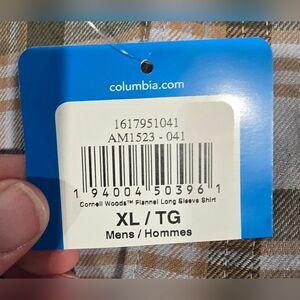 columbia.com
1617951041
AM1523 - 041
1 94004 50396 1
Cornell Woods™ Flannel Long Sleeve Shirt
XL / TG
Mens / Hommes